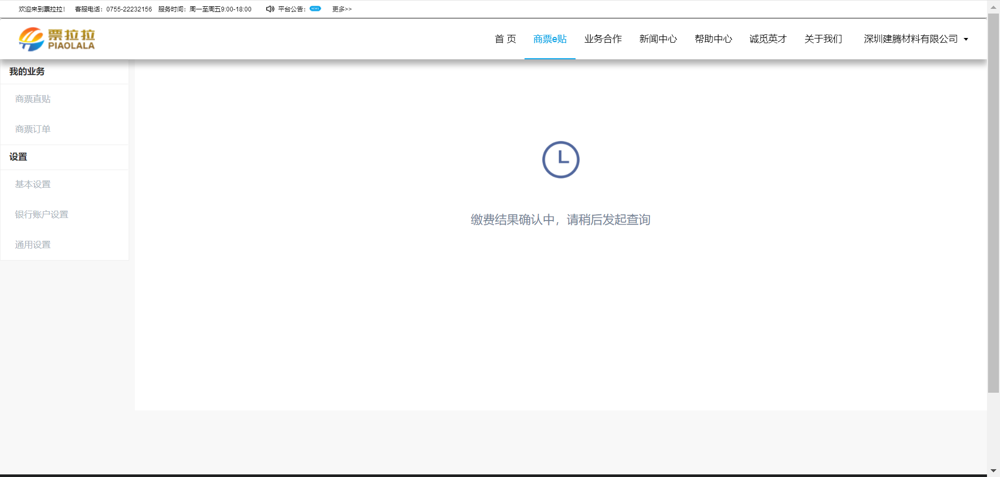 欢迎来到票拉拉！ 客服电话：0755-22232156 服务时间：周一至周五9:00-18:00 平台公告： NEWS 更多>>
票拉拉
PIAOLALA
首 页 商票e贴 业务合作 新闻中心 帮助中心 诚觅英才 关于我们 深圳建腾材料有限公司
我的业务
商票直贴
商票订单
设置
基本设置
银行账户设置
通用设置
缴费结果确认中，请稍后发起查询